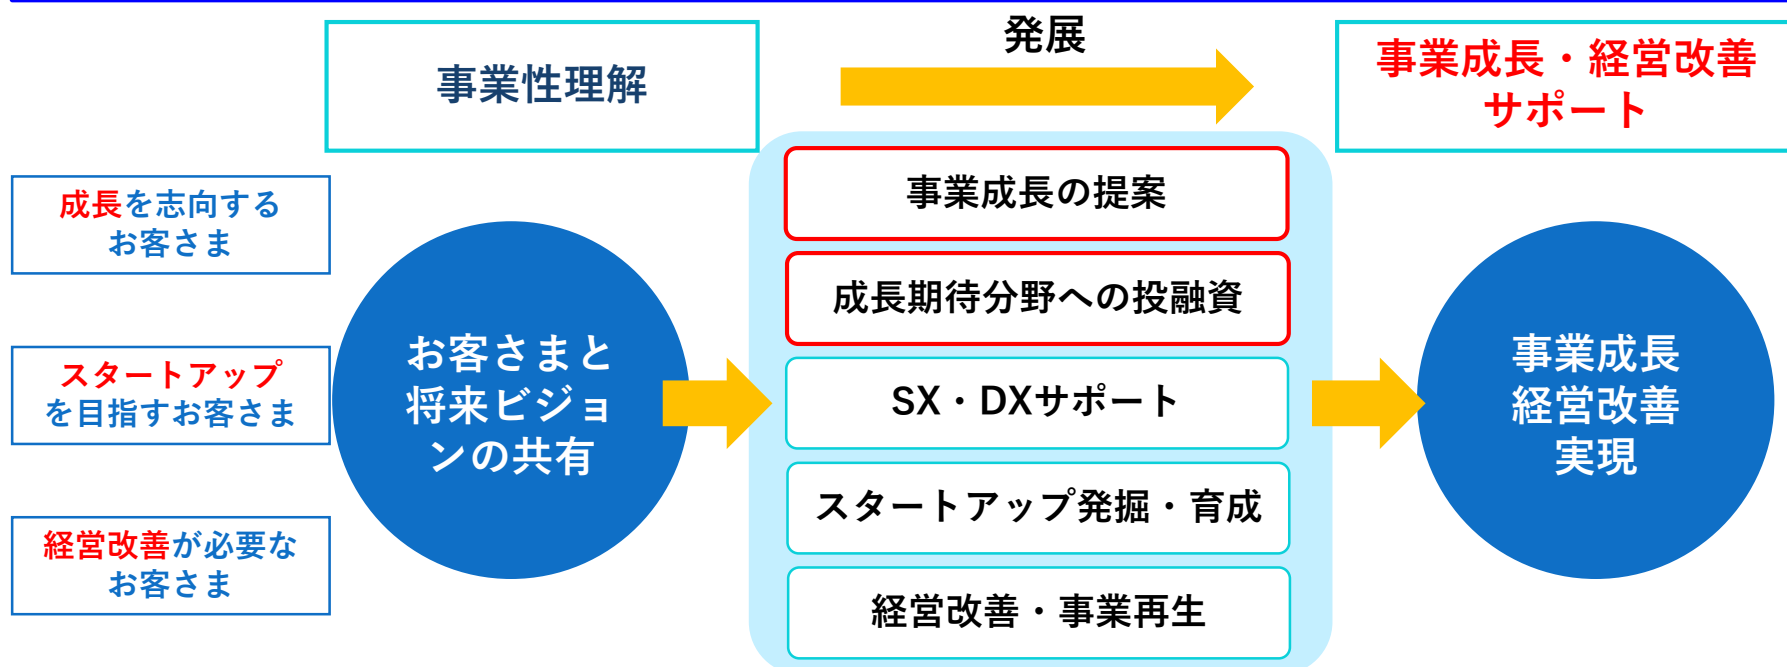 発展
事業性理解
事業成長・経営改善
サポート
成長を志向する
お客さま
スタートアップ
を目指すお客さま
経営改善が必要な
お客さま
お客さまと
将来ビジョ
ンの共有
事業成長の提案
成長期待分野への投融資
SX・DXサポート
スタートアップ発掘・育成
経営改善・事業再生
事業成長
経営改善
実現